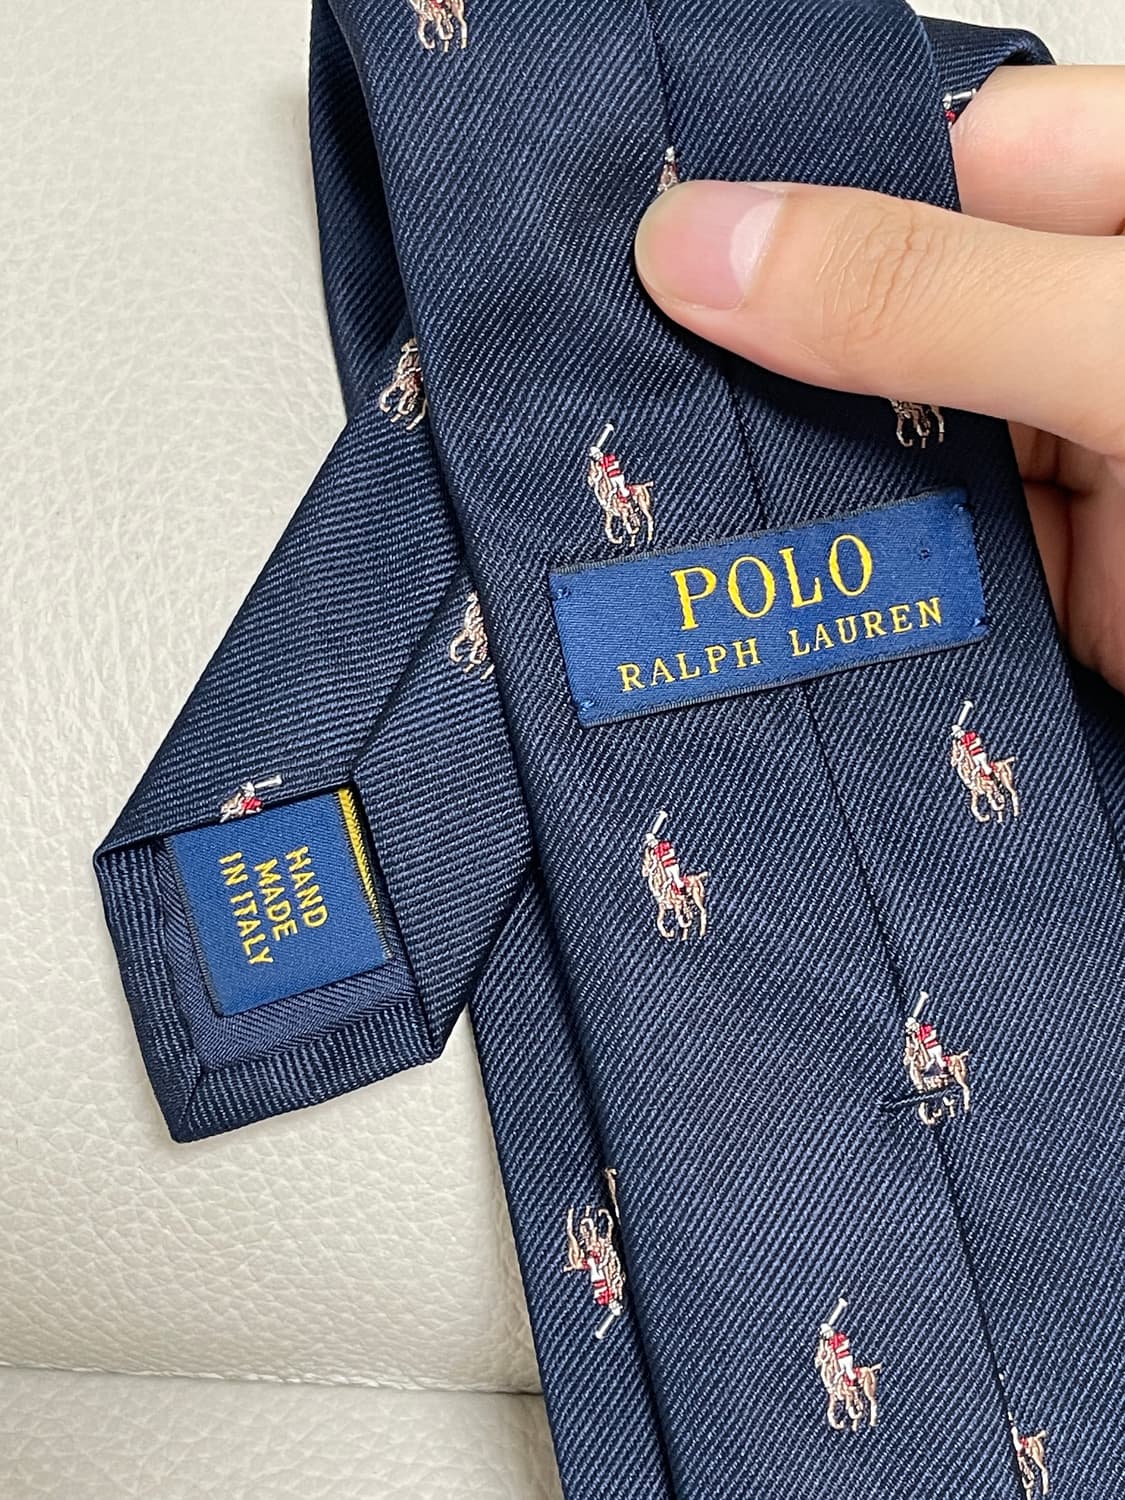 POLO
RALPH LAUREN
HAND
MADE
IN ITALY